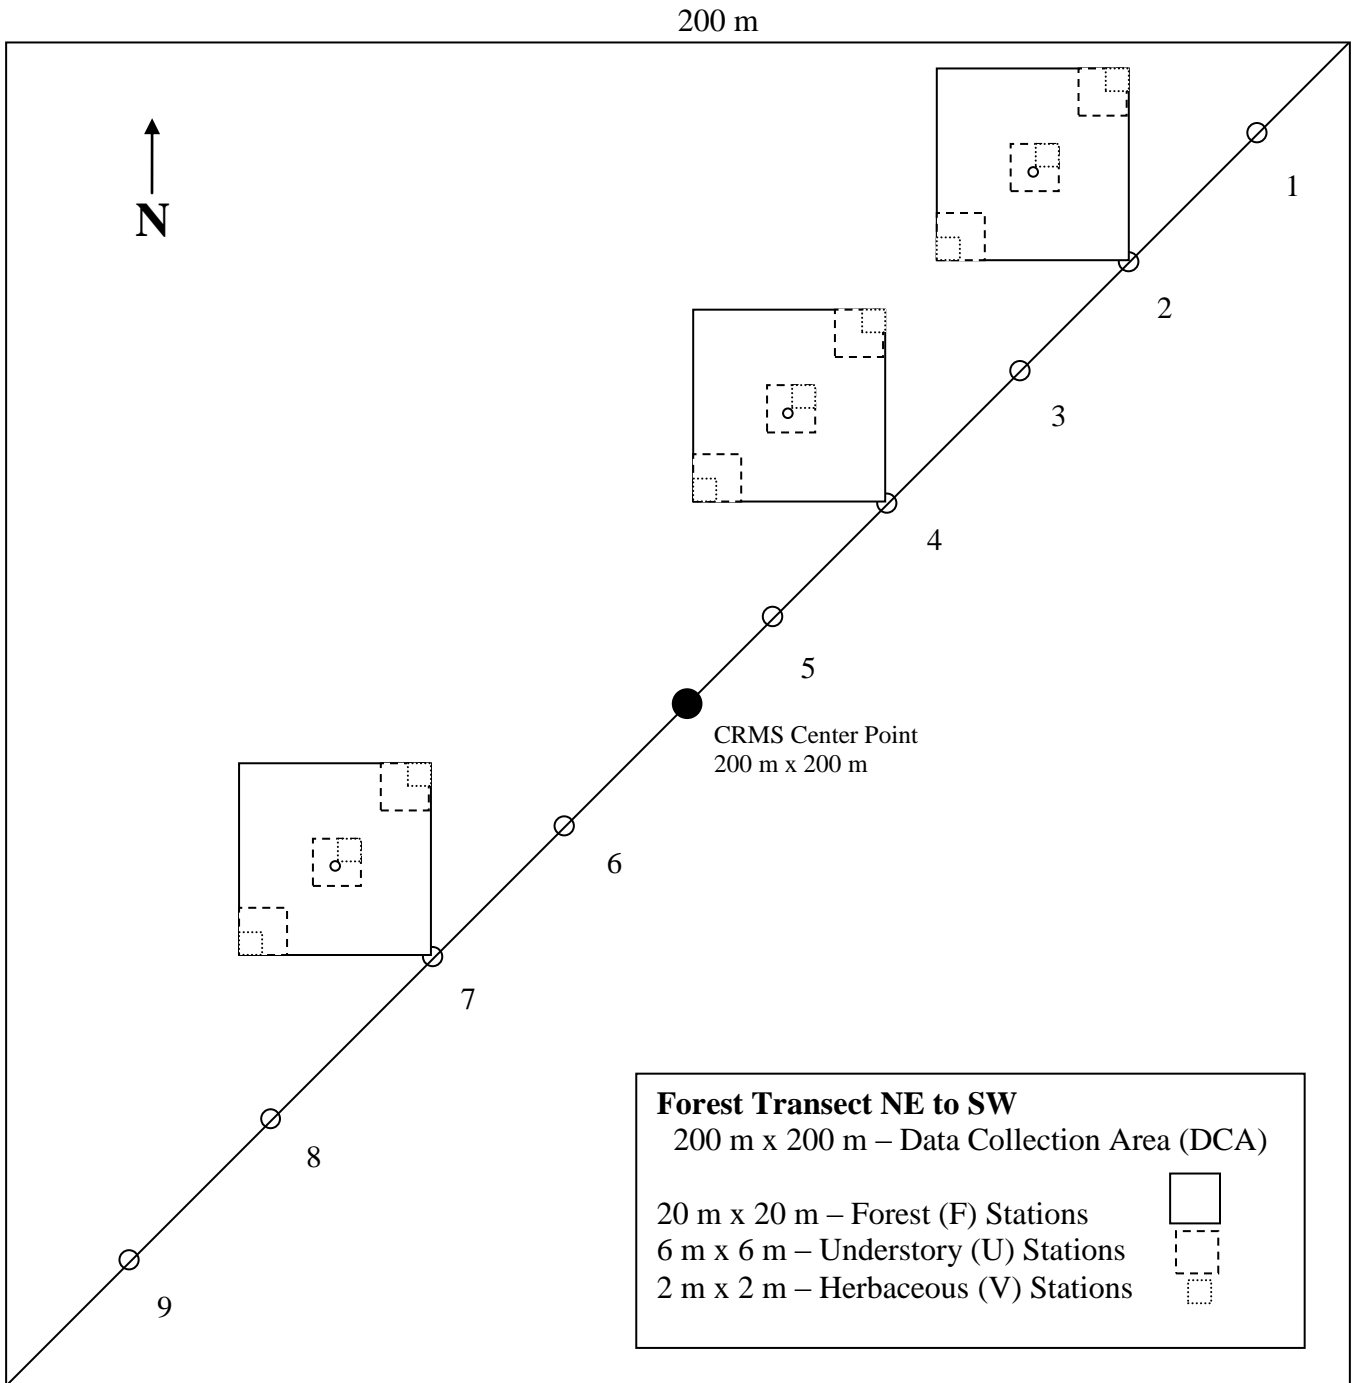 200 m
N
1
2
3
4
5
CRMS Center Point
200 m x 200 m
6
7
8
9
Forest Transect NE to SW
200 m x 200 m – Data Collection Area (DCA)
20 m x 20 m – Forest (F) Stations
6 m x 6 m – Understory (U) Stations
2 m x 2 m – Herbaceous (V) Stations